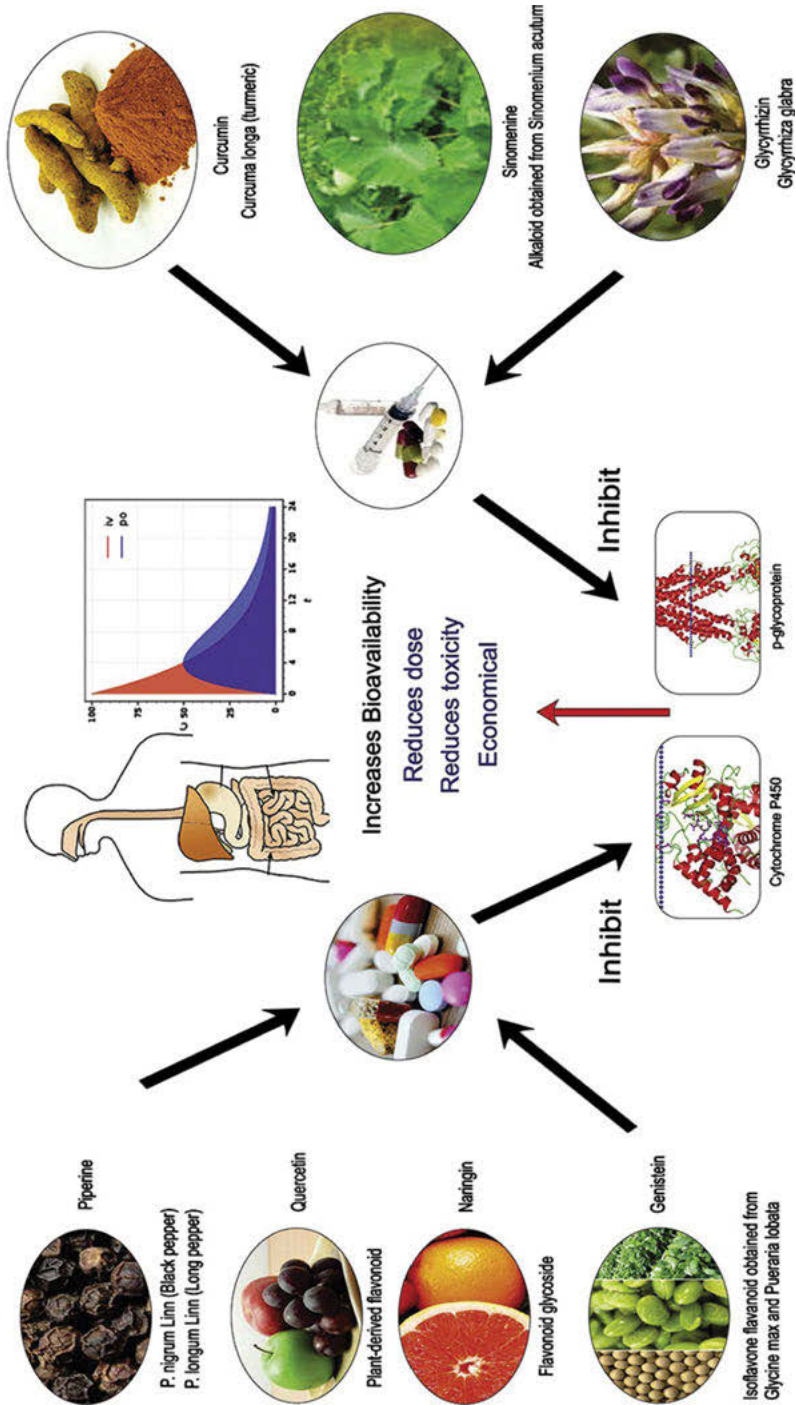 Piperine
P. nigrum Linn (Black pepper)
P. longum Linn (Long pepper)
Quercetin
Plant-derived flavonoid
Naringin
Flavonoid glycoside
Genistein
Isoflavone flavanoid obtained from
Glycine max and Pueraria lobata
100
50
25
0
0
4
8
12
16
20
24
t
iv
po
Increases Bioavailability
Reduces dose
Reduces toxicity
Economical
Inhibit
Inhibit
Cytochrome P450
p-glycoprotein
Curcumin
Curcuma longa (turmeric)
Sinomenine
Alkaloid obtained from Sinomenium acutum
Glycyrrhizin
Glycyrrhiza glabra